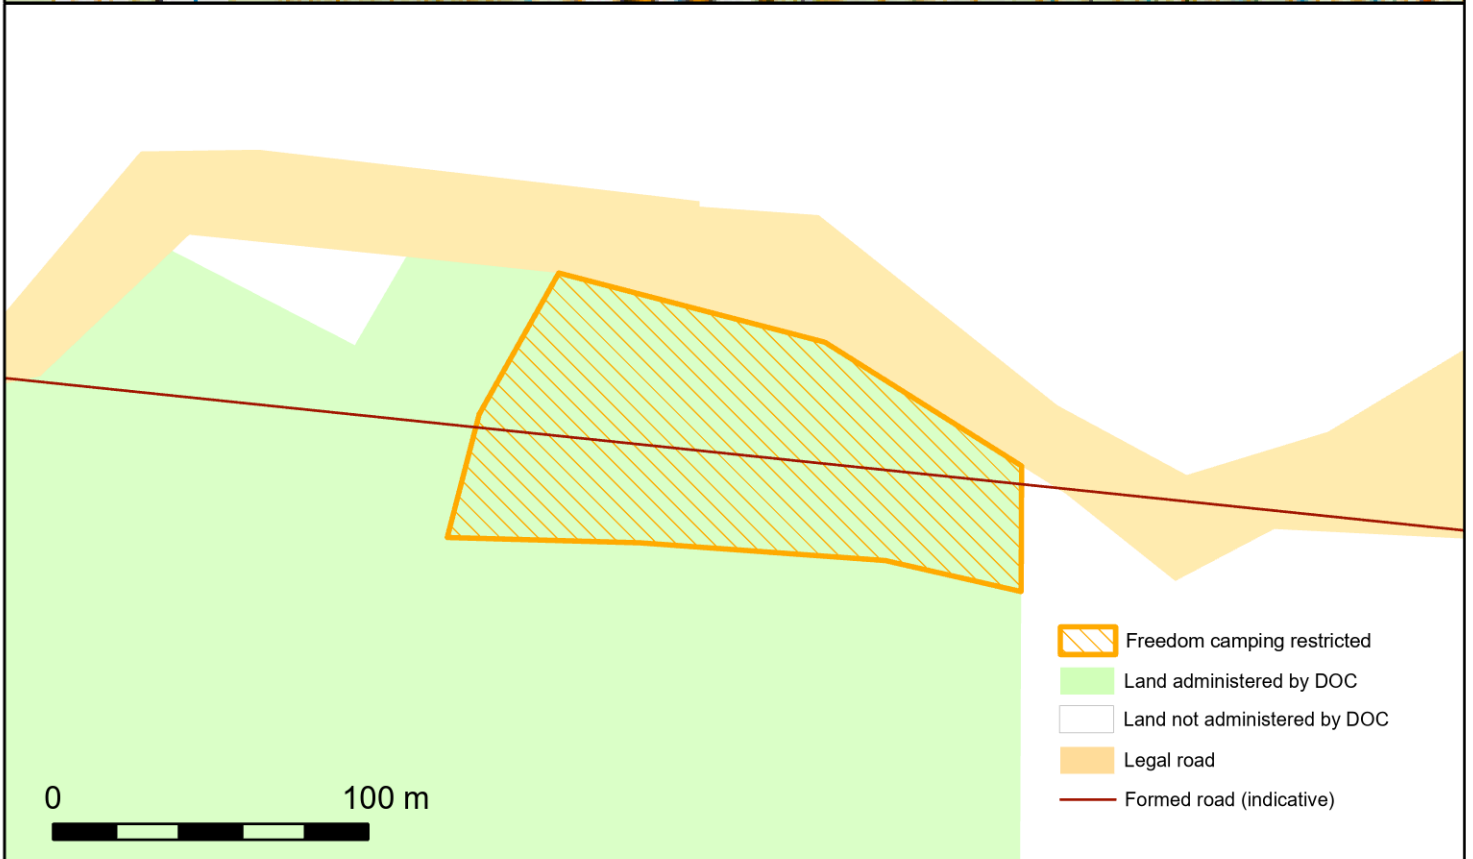 Freedom camping restricted
Land administered by DOC
Land not administered by DOC
Legal road
Formed road (indicative)
0 100 m